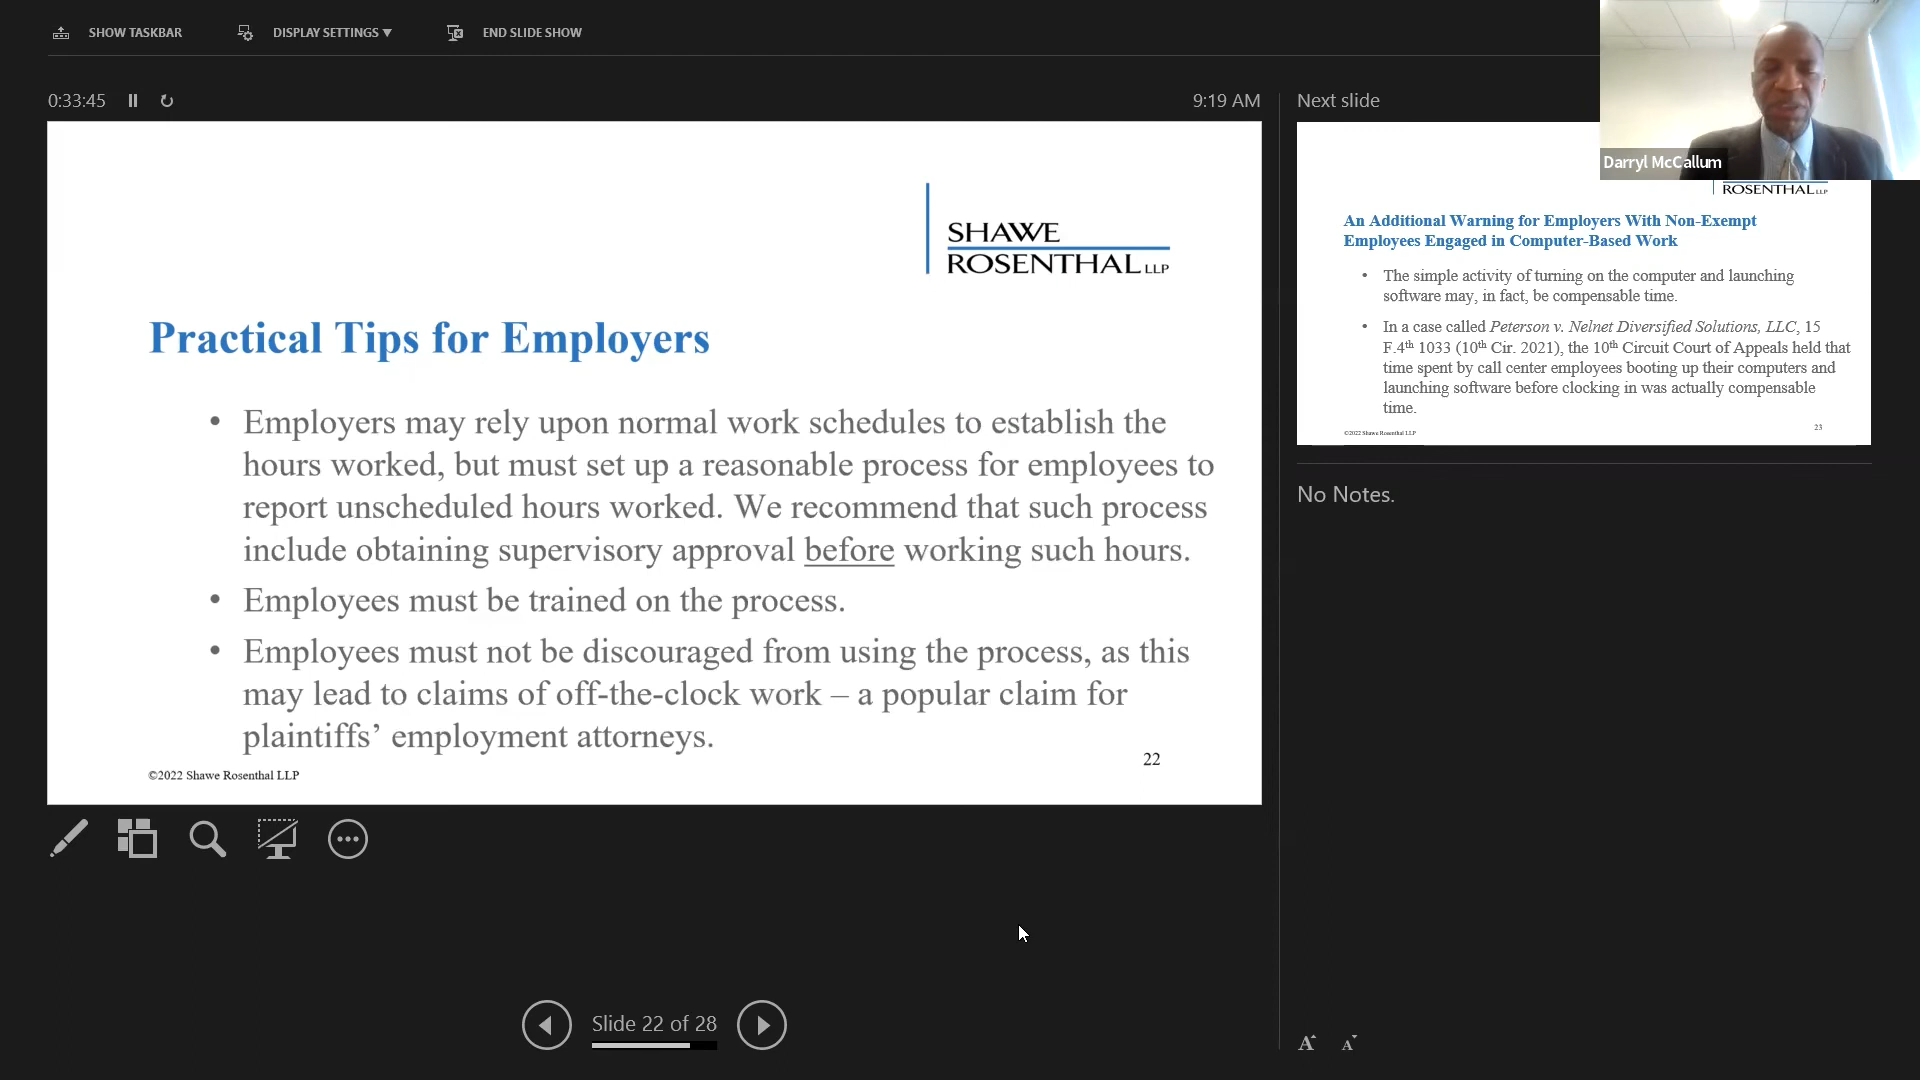 SHOW TASKBAR
DISPLAY SETTINGS ▼
END SLIDE SHOW
0:33:45
9:19 AM
Next slide
Darryl McCallum
SHAWE
ROSENTHAL LLP
Practical Tips for Employers
• Employers may rely upon normal work schedules to establish the
hours worked, but must set up a reasonable process for employees to
report unscheduled hours worked. We recommend that such process
include obtaining supervisory approval before working such hours.
• Employees must be trained on the process.
• Employees must not be discouraged from using the process, as this
may lead to claims of off-the-clock work – a popular claim for
plaintiffs’ employment attorneys.
22
©2022 Shawe Rosenthal LLP
ROSENTHAL LLP
An Additional Warning for Employers With Non-Exempt
Employees Engaged in Computer-Based Work
• The simple activity of turning on the computer and launching
software may, in fact, be compensable time.
• In a case called Peterson v. Nelnet Diversified Solutions, LLC, 15
F.4th 1033 (10th Cir. 2021), the 10th Circuit Court of Appeals held that
time spent by call center employees booting up their computers and
launching software before clocking in was actually compensable
time.
23
©2022 Shawe Rosenthal LLP
No Notes.
Slide 22 of 28
A A